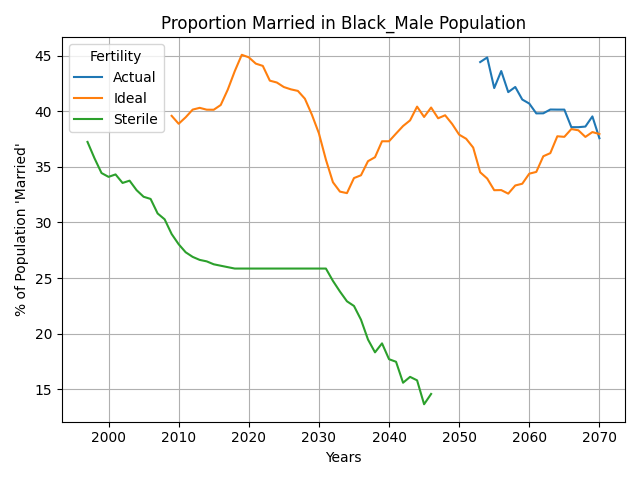 Proportion Married in Black_Male Population
Fertility
Actual
Ideal
Sterile
% of Population 'Married'
45
40
35
30
25
20
15
2000
2010
2020
2030
2040
2050
2060
2070
Years